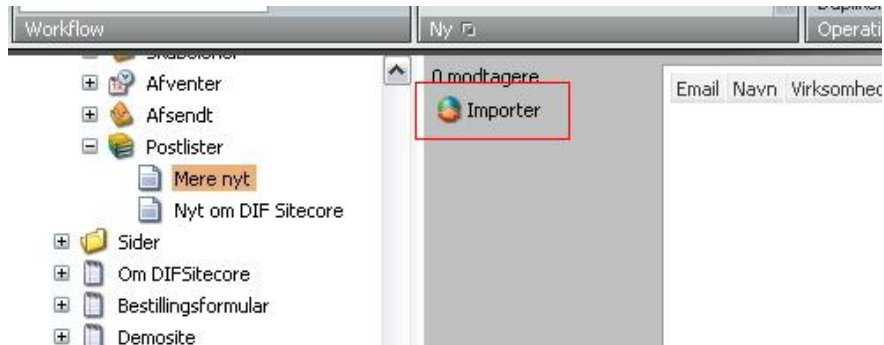 Workflow
Ny
Operati
Skabeloner
Afventer
Afsendt
Postlister
Mere nyt
Nyt om DIF Sitecore
Sider
Om DIFSitecore
Bestillingsformular
Demosite
0 modtagere
Importer
Email Navn Virksomhed